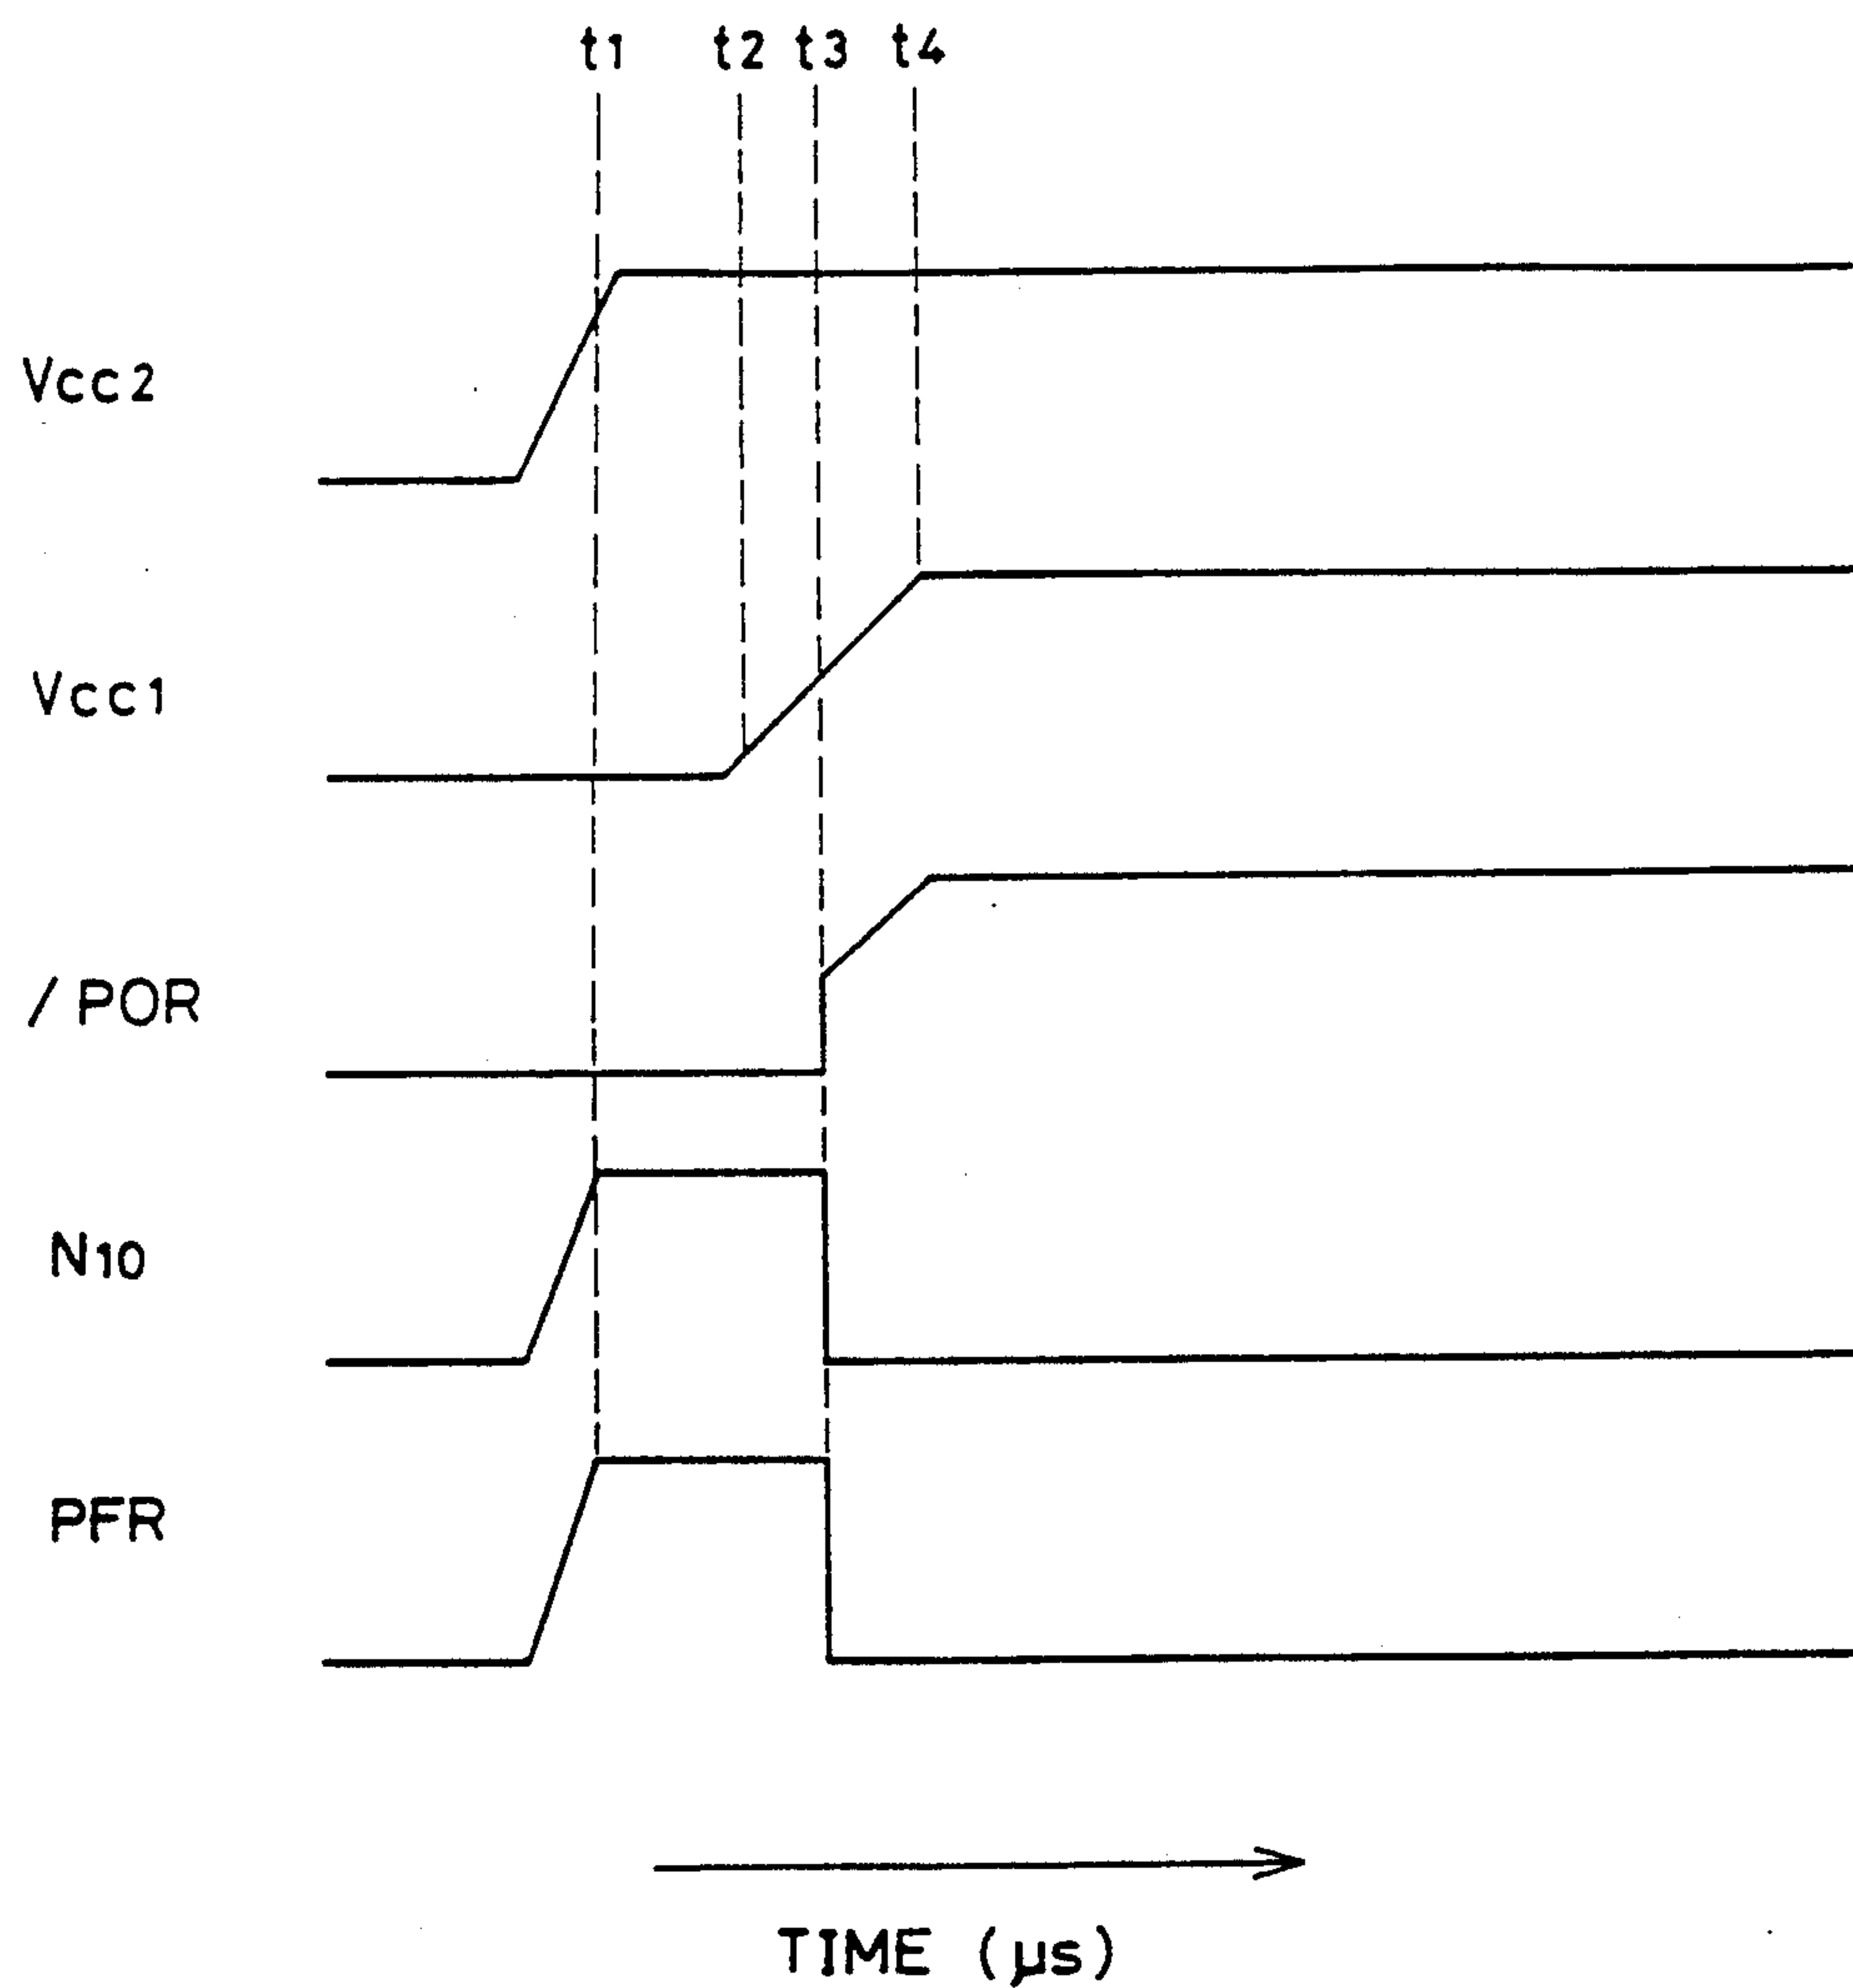 t1 t2 t3 t4
Vcc2
Vcc1
/POR
N10
PFR
TIME (μs)